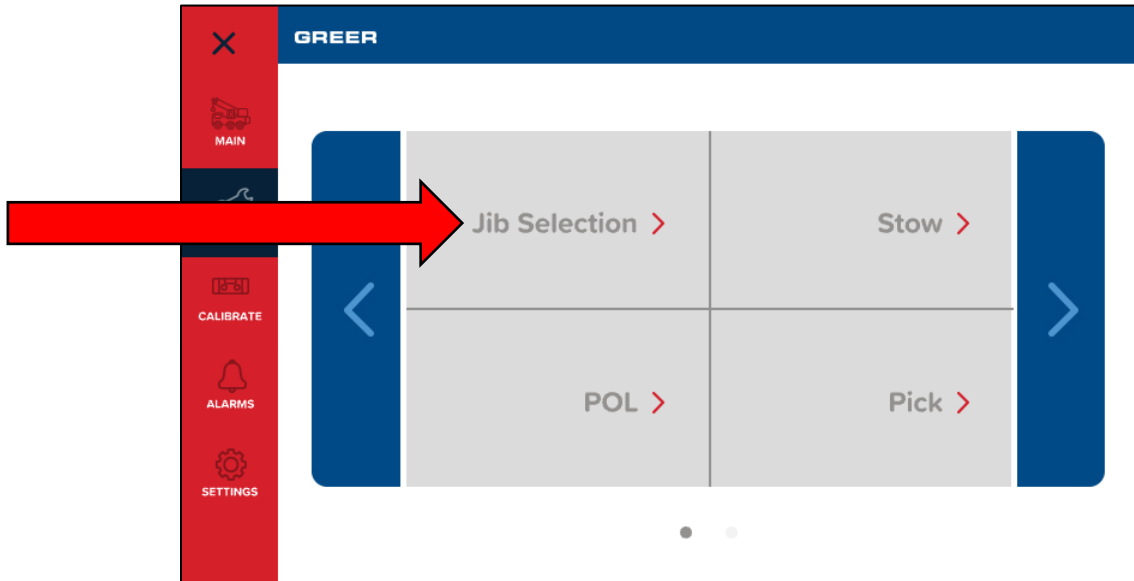 GREER
MAIN
Jib Selection
Stow
CALIBRATE
POL
Pick
ALARMS
SETTINGS